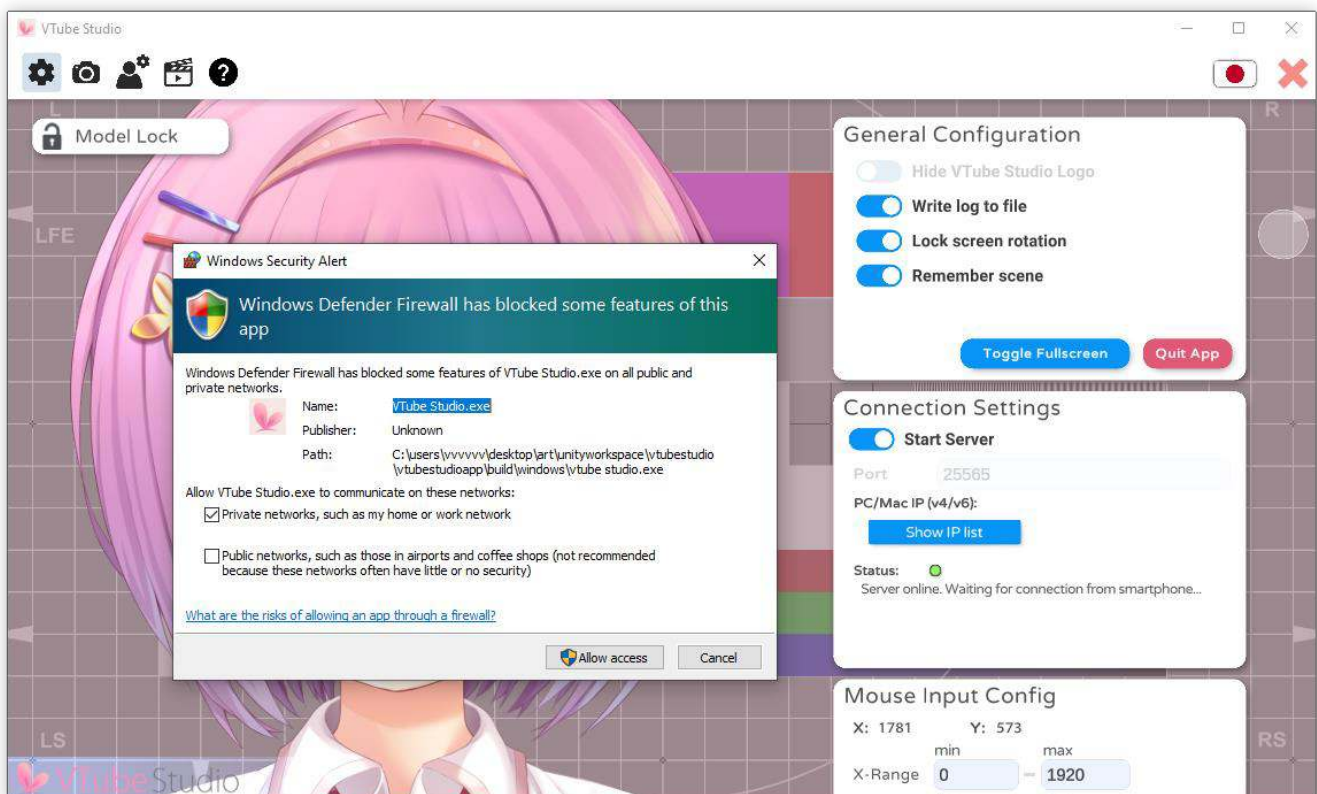 VTube Studio
Model Lock
L
R
LFE
LS
RS
VTubeStudio
Windows Security Alert
Windows Defender Firewall has blocked some features of this
app
Windows Defender Firewall has blocked some features of VTube Studio.exe on all public and
private networks.
Name: VTube Studio.exe
Publisher: Unknown
Path: C:\users\vvvvvv\desktop\art\unityworkspace\vtubestudio
\vtubestudioapp\build\windows\vtube studio.exe
Allow VTube Studio.exe to communicate on these networks:
Private networks, such as my home or work network
Public networks, such as those in airports and coffee shops (not recommended
because these networks often have little or no security)
What are the risks of allowing an app through a firewall?
Allow access Cancel
General Configuration
Hide VTube Studio Logo
Write log to file
Lock screen rotation
Remember scene
Toggle Fullscreen Quit App
Connection Settings
Start Server
Port 25565
PC/Mac IP (v4/v6):
Show IP list
Status:
Server online. Waiting for connection from smartphone...
Mouse Input Config
X: 1781 Y: 573
min max
X-Range 0 – 1920